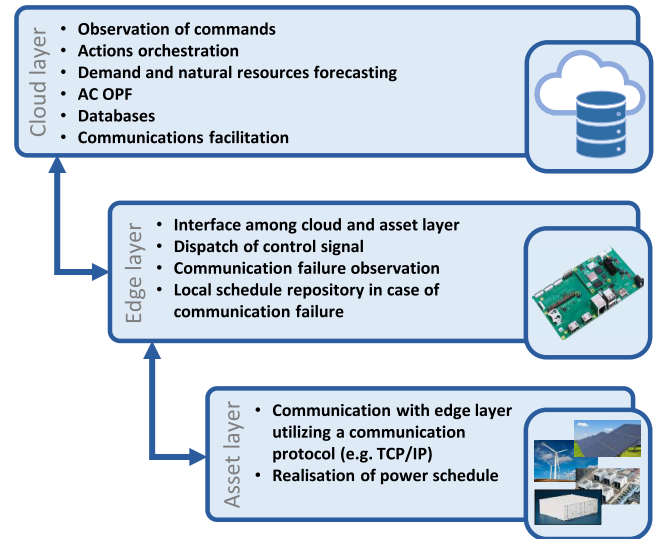 Cloud layer
• Observation of commands
• Actions orchestration
• Demand and natural resources forecasting
• AC OPF
• Databases
• Communications facilitation
Edge layer
• Interface among cloud and asset layer
• Dispatch of control signal
• Communication failure observation
• Local schedule repository in case of
communication failure
Asset layer
• Communication with edge layer
utilizing a communication
protocol (e.g. TCP/IP)
• Realisation of power schedule